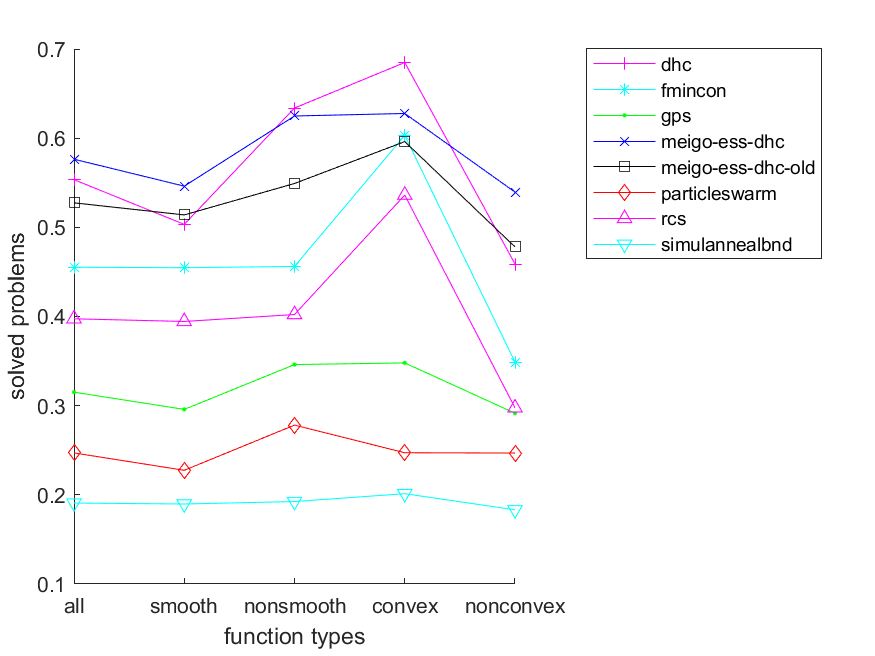 0.7
0.6
0.5
0.4
0.3
0.2
0.1
solved problems
all smooth nonsmooth convex nonconvex
function types
dhc
fmincon
gps
meigo-ess-dhc
meigo-ess-dhc-old
particleswarm
rcs
simulannealbnd